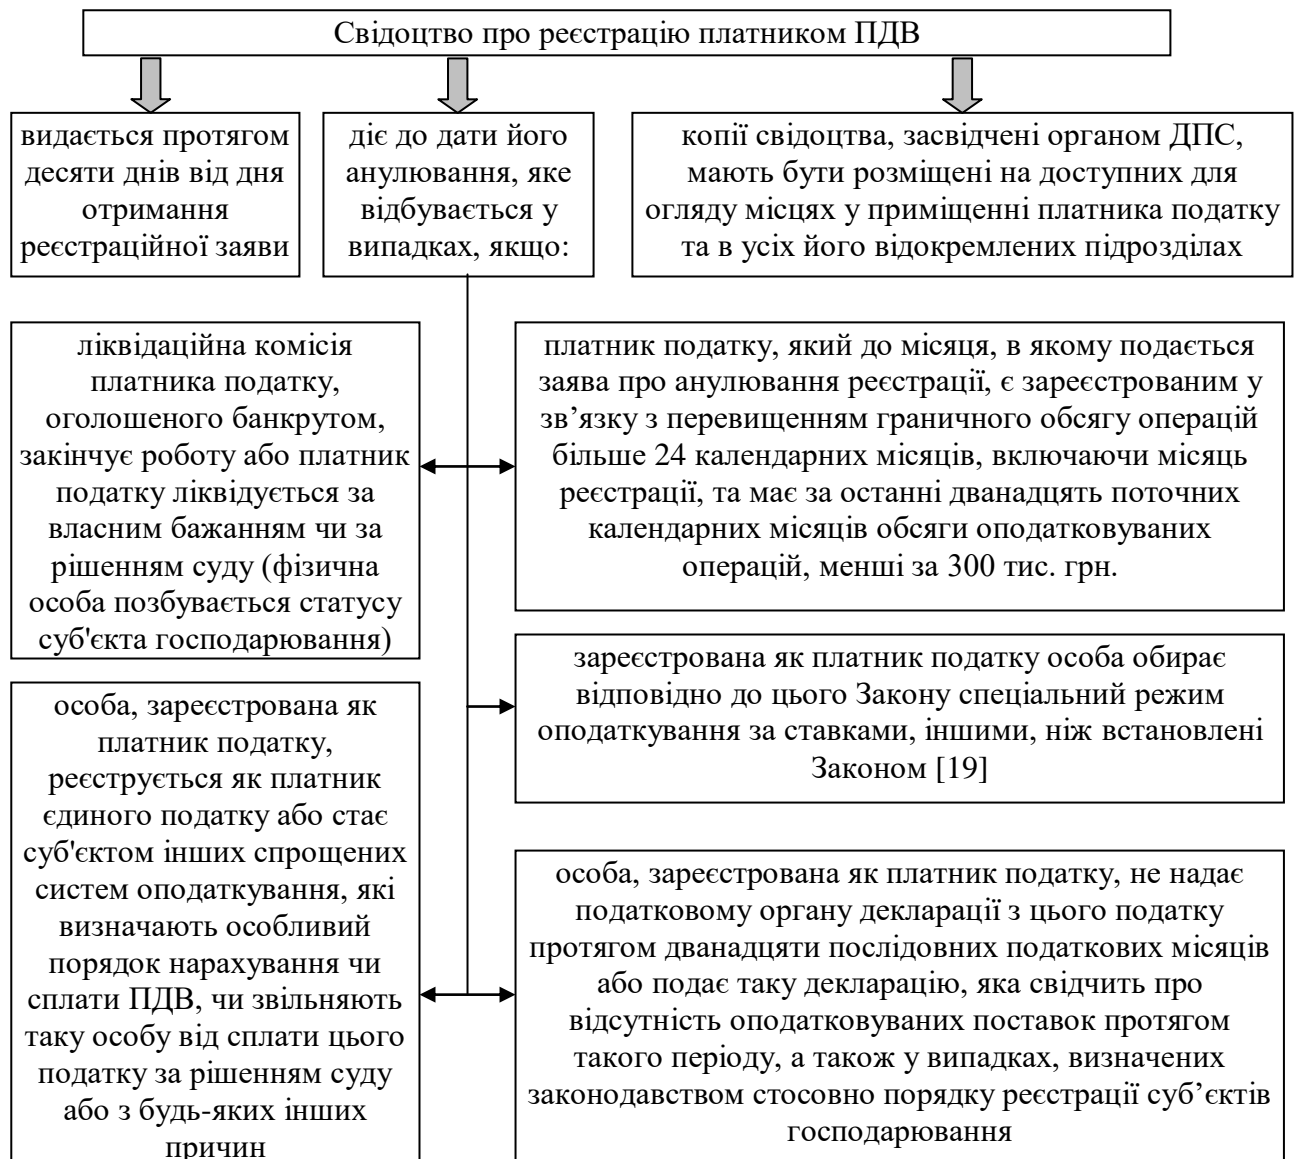 Свідоцтво про реєстрацію платником ПДВ
видається протягом
десяти днів від дня
отримання
реєстраційної заяви
діє до дати його
анулювання, яке
відбувається у
випадках, якщо:
копії свідоцтва, засвідчені органом ДПС,
мають бути розміщені на доступних для
огляду місцях у приміщенні платника податку
та в усіх його відокремлених підрозділах
ліквідаційна комісія
платника податку,
оголошеного банкрутом,
закінчує роботу або платник
податку ліквідується за
власним бажанням чи за
рішенням суду (фізична
особа позбувається статусу
суб'єкта господарювання)
платник податку, який до місяця, в якому подається
заява про анулювання реєстрації, є зареєстрованим у
зв’язку з перевищенням граничного обсягу операцій
більше 24 календарних місяців, включаючи місяць
реєстрації, та має за останні дванадцять поточних
календарних місяців обсяги оподатковуваних
операцій, менші за 300 тис. грн.
зареєстрована як платник податку особа обирає
відповідно до цього Закону спеціальний режим
оподаткування за ставками, іншими, ніж встановлені
Законом [19]
особа, зареєстрована як
платник податку,
реєструється як платник
єдиного податку або стає
суб'єктом інших спрощених
систем оподаткування, які
визначають особливий
порядок нарахування чи
сплати ПДВ, чи звільняють
таку особу від сплати цього
податку за рішенням суду
або з будь-яких інших
причин
особа, зареєстрована як платник податку, не надає
податковому органу декларації з цього податку
протягом дванадцяти послідовних податкових місяців
або подає таку декларацію, яка свідчить про
відсутність оподатковуваних поставок протягом
такого періоду, а також у випадках, визначених
законодавством стосовно порядку реєстрації суб’єктів
господарювання